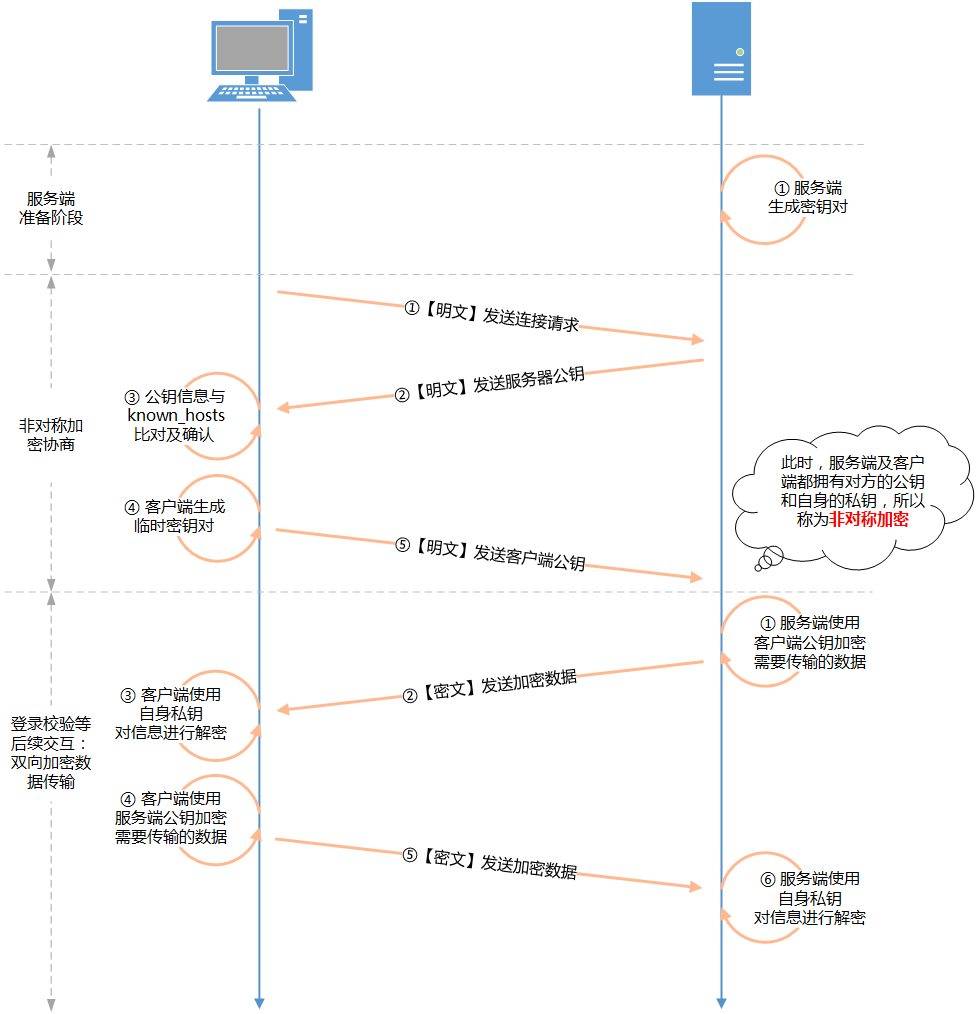 服务端
准备阶段
① 服务端
生成密钥对
①【明文】发送连接请求
②【明文】发送服务器公钥
③ 公钥信息与
known_hosts
比对及确认
非对称加
密协商
④ 客户端生成
临时密钥对
⑤【明文】发送客户端公钥
此时，服务端及客户
端都拥有对方的公钥
和自身的私钥，所以
称为非对称加密
① 服务端使用
客户端公钥加密
需要传输的数据
②【密文】发送加密数据
③ 客户端使用
自身私钥
对信息进行解密
登录校验等
后续交互：
双向加密数
据传输
④ 客户端使用
服务端公钥加密
需要传输的数据
⑤【密文】发送加密数据
⑥ 服务端使用
自身私钥
对信息进行解密